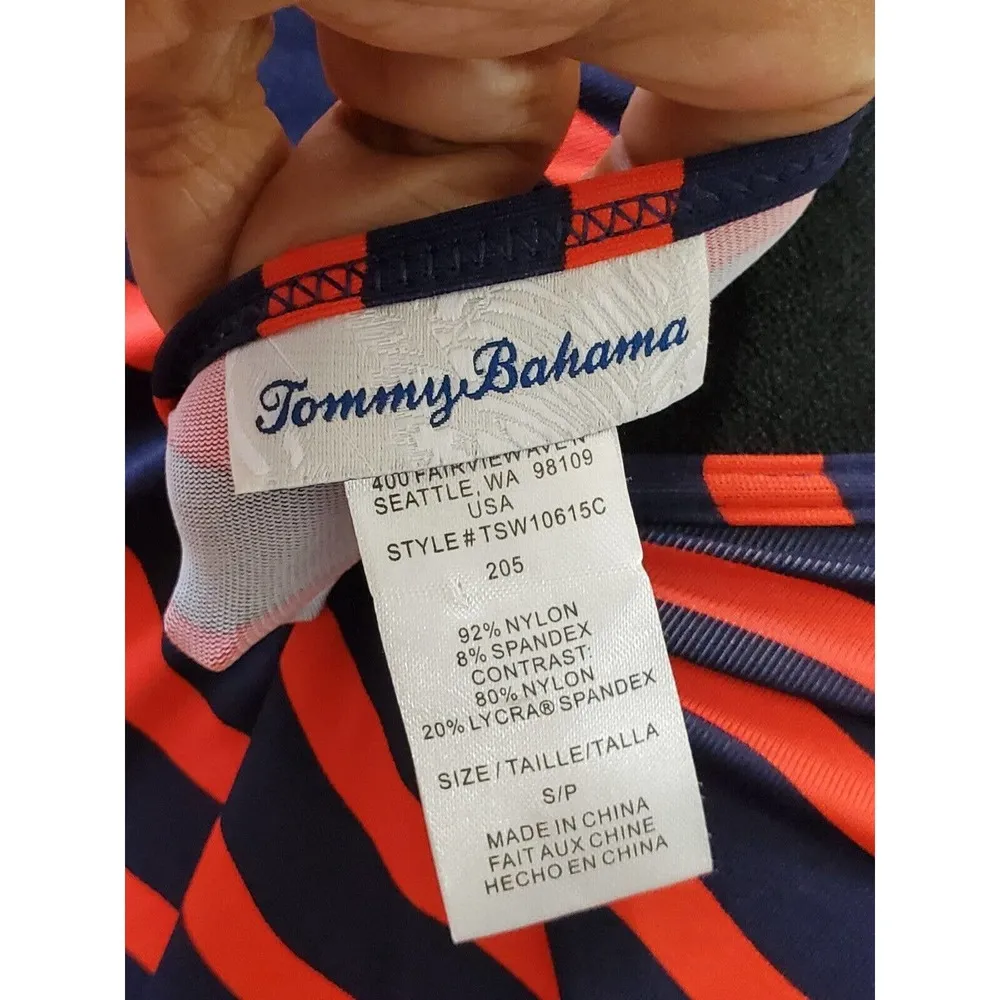 Tommy Bahama
400 FAIRVIEW AVE N
SEATTLE, WA 98109
USA
STYLE#TSW10615C
205
92% NYLON
8% SPANDEX
CONTRAST:
80% NYLON
20% LYCRA® SPANDEX
SIZE/TAILLE/TALLA
S/P
MADE IN CHINA
FAIT AUX CHINE
HECHO EN CHINA